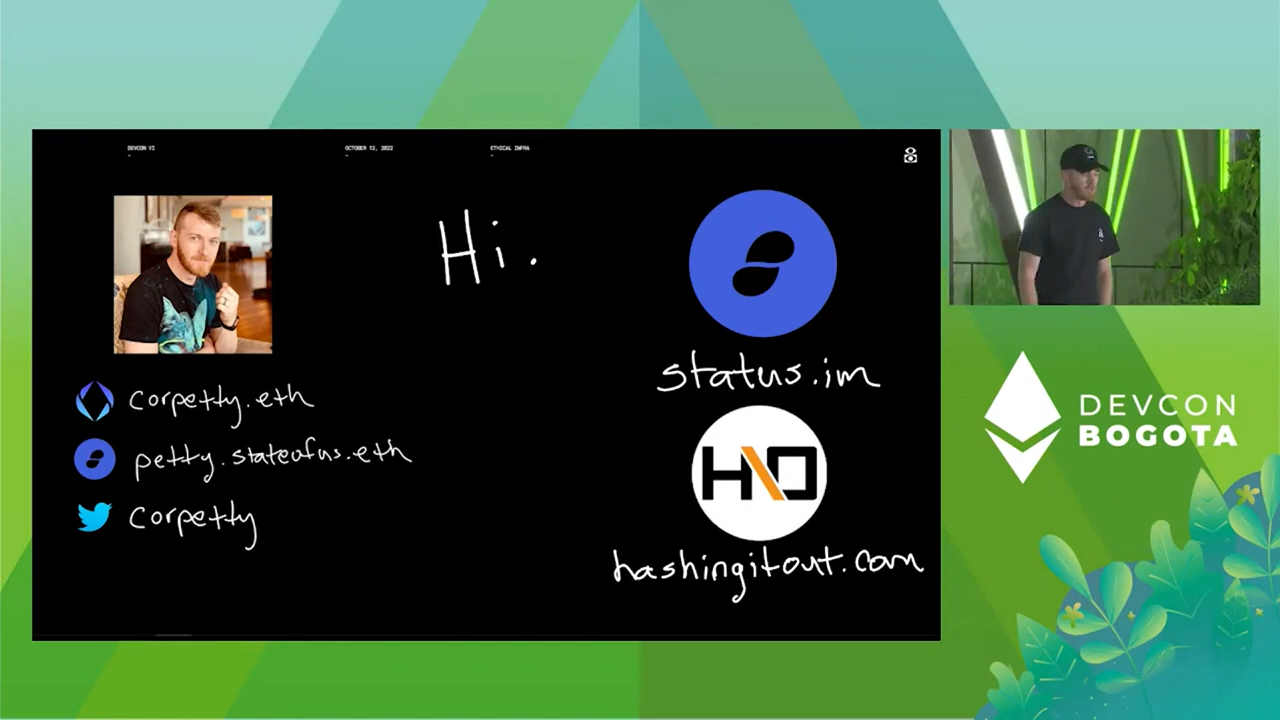 DEVCON VI
OCTOBER 12, 2022
ETHICAL INFRA
Hi.
corpetty.eth
petty.stateofus.eth
corpetty
status.im
H\O
hashingitout.com
DEVCON
BOGOTA